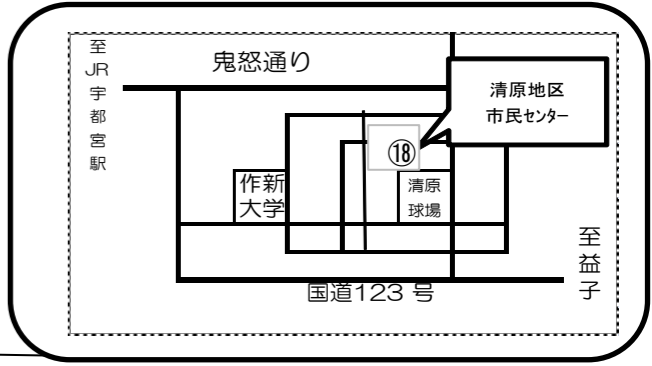 至
JR
宇
都
宮
駅
鬼怒通り
清原地区
市民センター
⑱
作新
大学
清原
球場
至
益
子
国道123 号